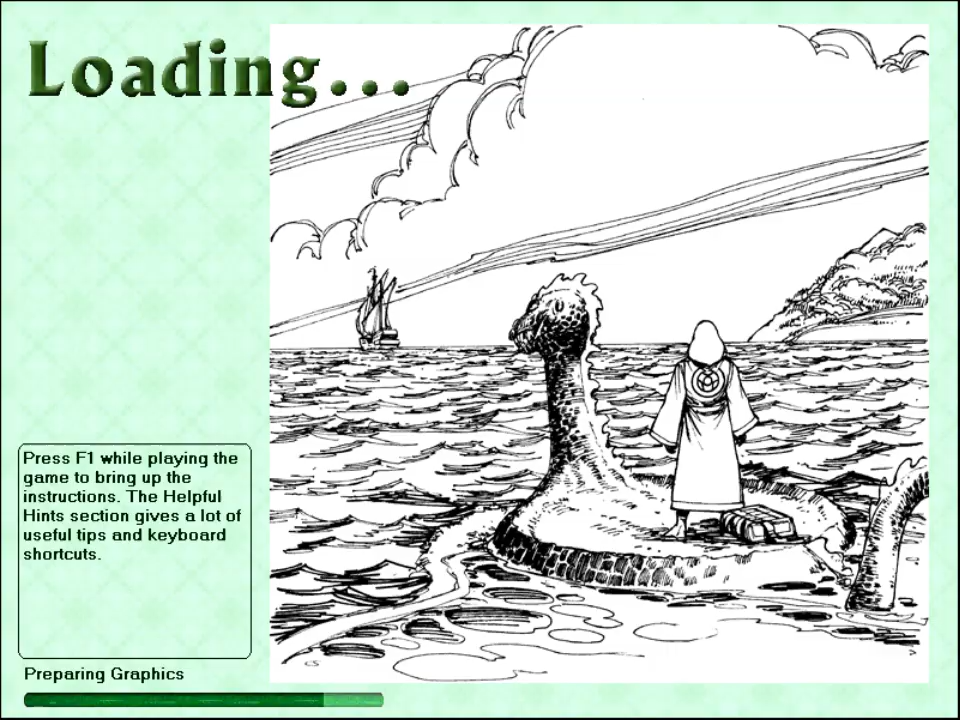 Loading...
Press F1 while playing the
game to bring up the
instructions. The Helpful
Hints section gives a lot of
useful tips and keyboard
shortcuts.
Preparing Graphics